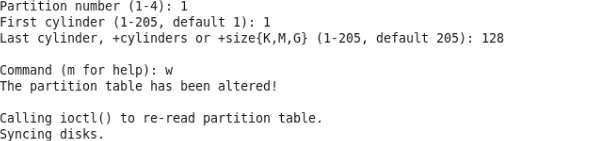 Partition number (1-4): 1
First cylinder (1-205, default 1): 1
Last cylinder, +cylinders or +size{K,M,G} (1-205, default 205): 128
Command (m for help): w
The partition table has been altered!
Calling ioctl() to re-read partition table.
Syncing disks.